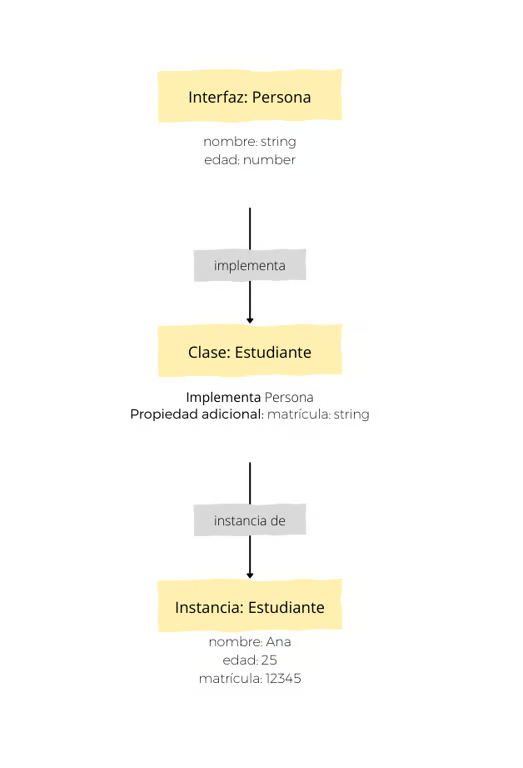 Interfaz: Persona
nombre: string
edad: number
implementa
Clase: Estudiante
Implementa Persona
Propiedad adicional: matrícula: string
instancia de
Instancia: Estudiante
nombre: Ana
edad: 25
matrícula: 12345